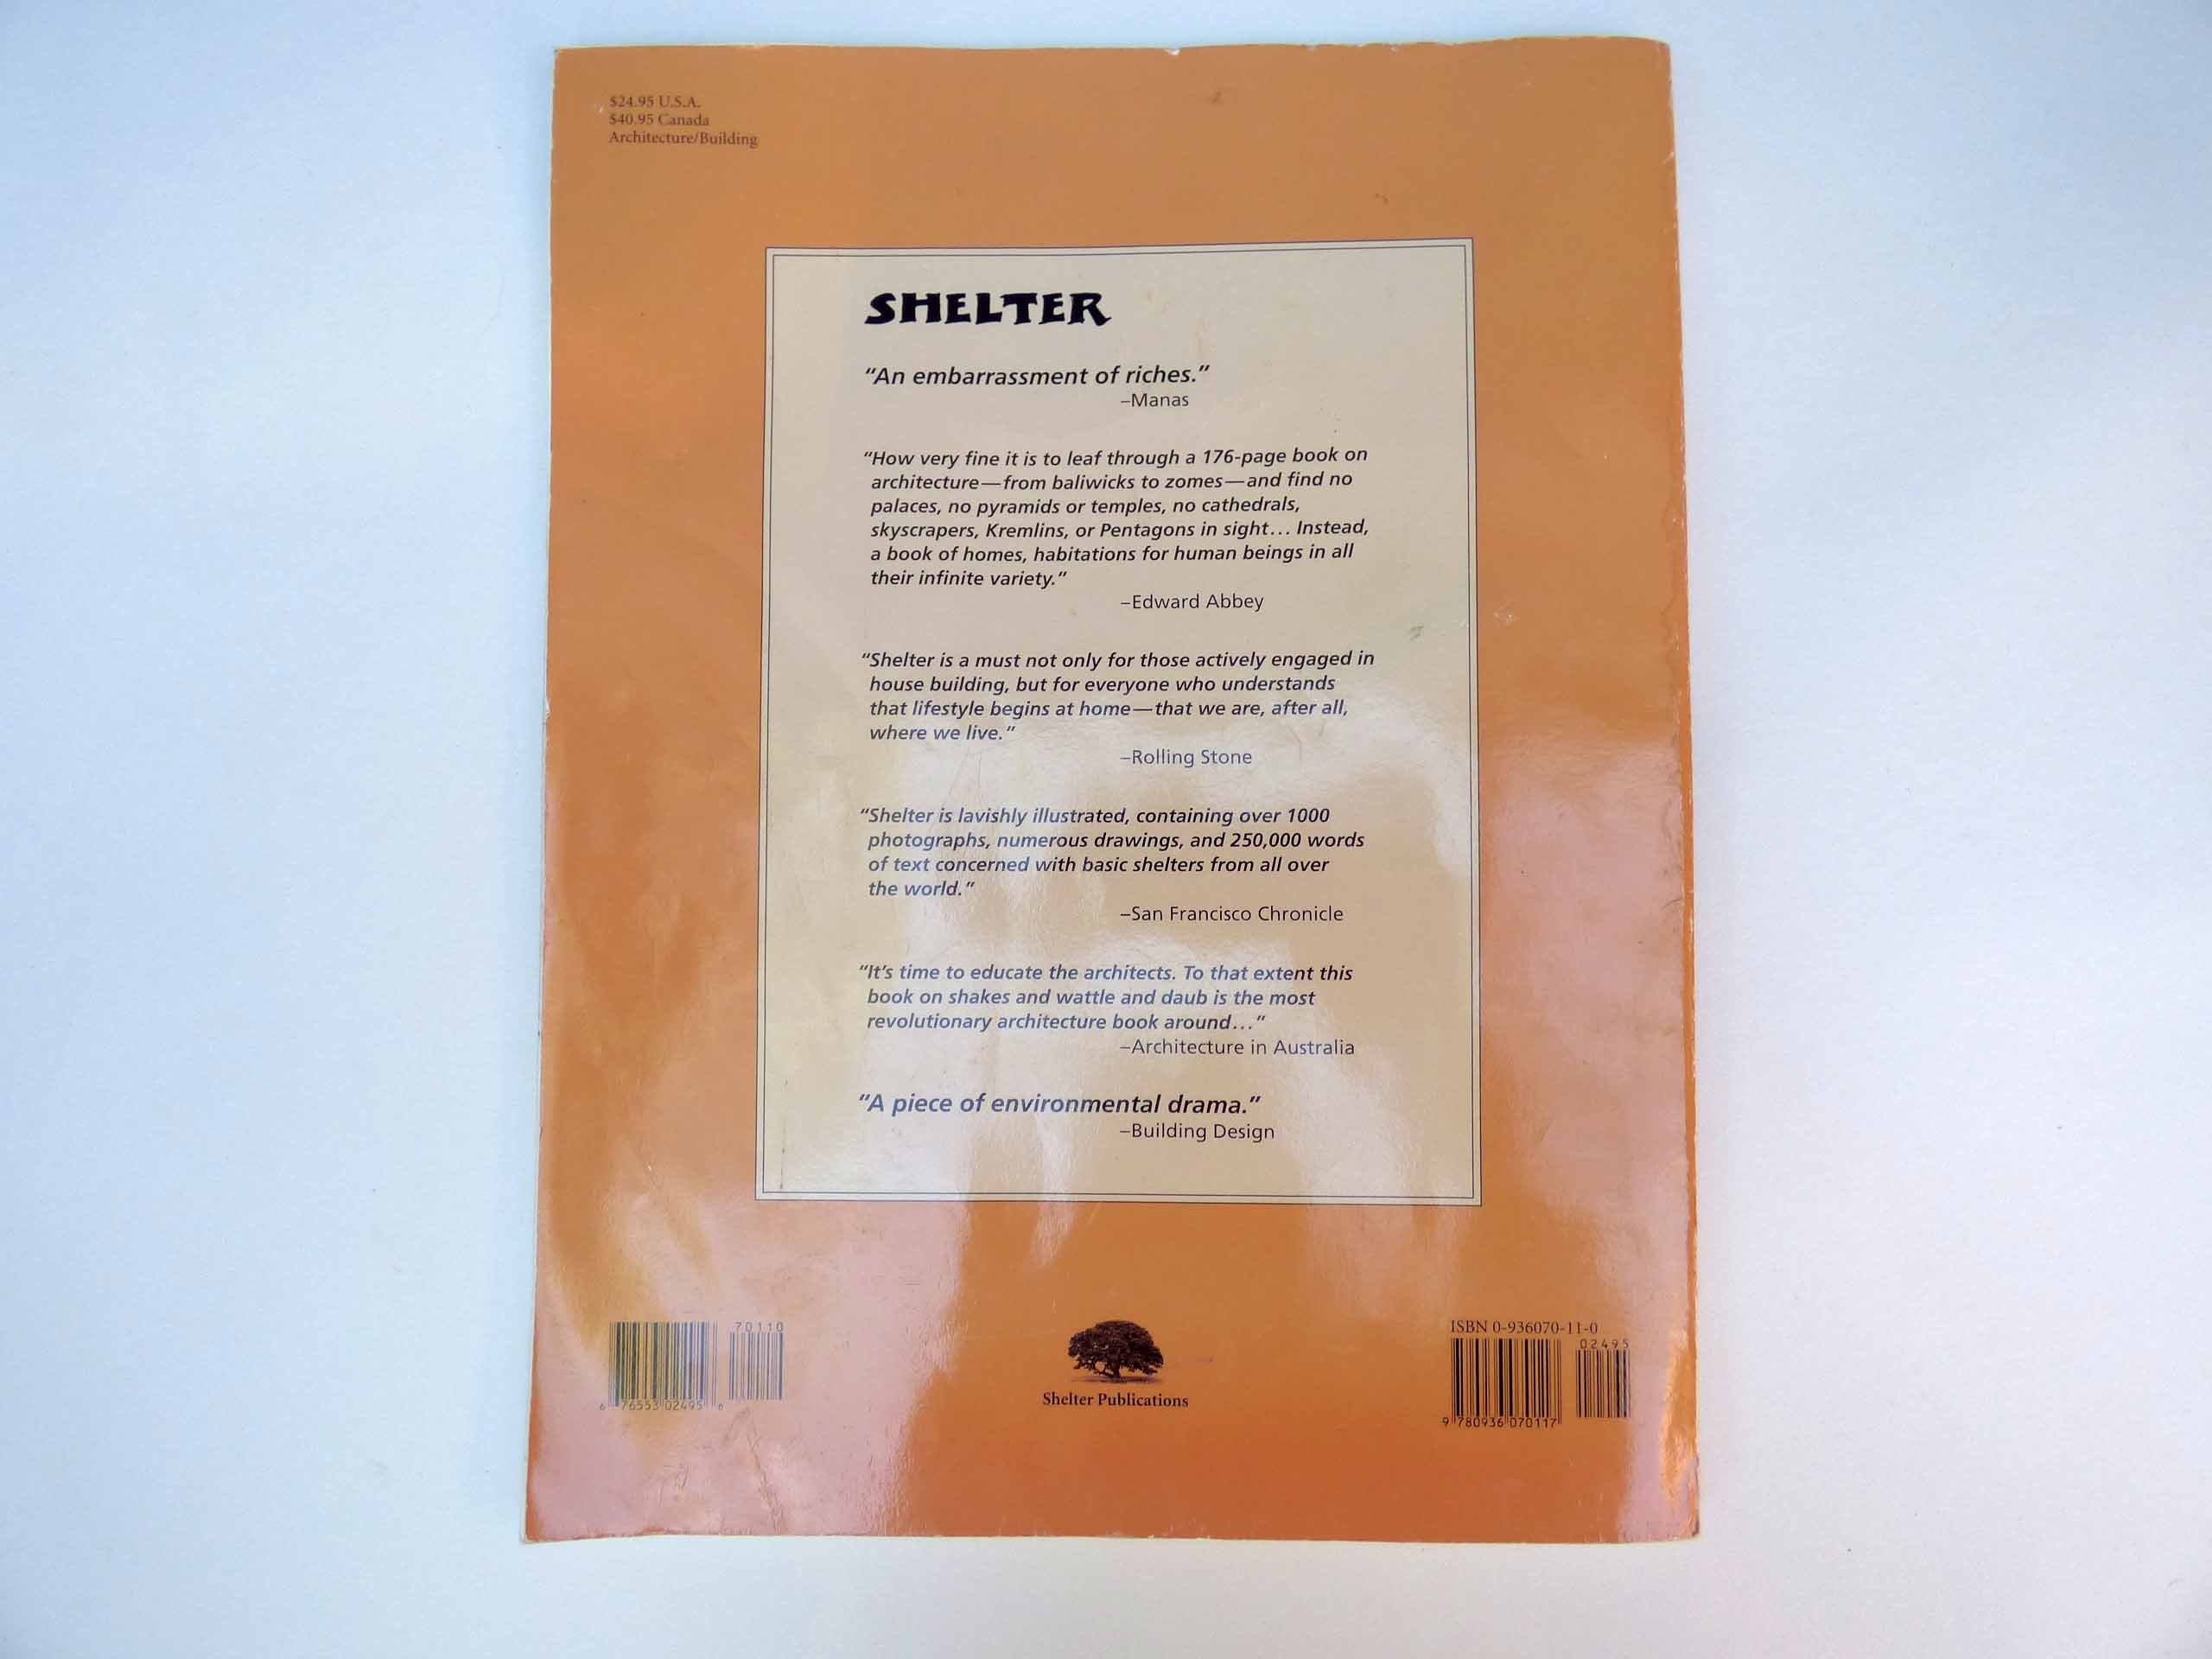 $24.95 U.S.A.
$40.95 Canada
Architecture/Building
SHELTER
“An embarrassment of riches.”
–Manas
“How very fine it is to leaf through a 176-page book on
architecture—from baliwicks to zomes—and find no
palaces, no pyramids or temples, no cathedrals,
skyscrapers, Kremlins, or Pentagons in sight... Instead,
a book of homes, habitations for human beings in all
their infinite variety.”
–Edward Abbey
“Shelter is a must not only for those actively engaged in
house building, but for everyone who understands
that lifestyle begins at home—that we are, after all,
where we live.”
–Rolling Stone
“Shelter is lavishly illustrated, containing over 1000
photographs, numerous drawings, and 250,000 words
of text concerned with basic shelters from all over
the world.”
–San Francisco Chronicle
“It’s time to educate the architects. To that extent this
book on shakes and wattle and daub is the most
revolutionary architecture book around...”
–Architecture in Australia
“A piece of environmental drama.”
–Building Design
70110
6 76553 02495 6
Shelter Publications
ISBN 0-936070-11-0
02495
9 780936 070117